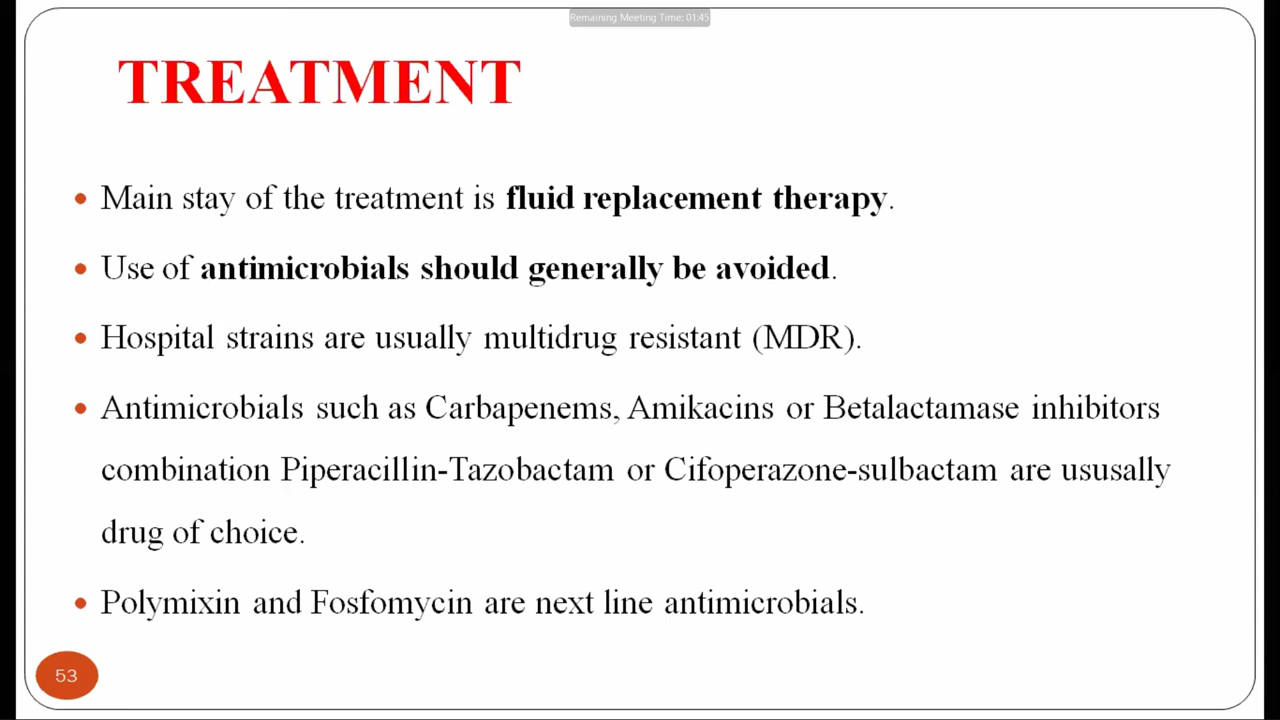 Remaining Meeting Time: 01:45
TREATMENT
• Main stay of the treatment is fluid replacement therapy.
• Use of antimicrobials should generally be avoided.
• Hospital strains are usually multidrug resistant (MDR).
• Antimicrobials such as Carbapenems, Amikacins or Betalactamase inhibitors
combination Piperacillin-Tazobactam or Cifoperazone-sulbactam are ususally
drug of choice.
• Polymixin and Fosfomycin are next line antimicrobials.
53